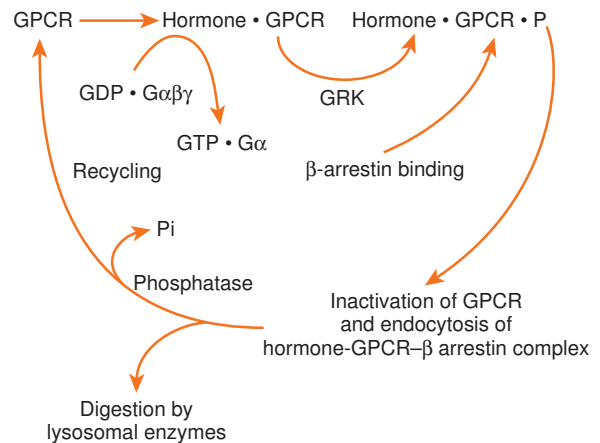 GPCR
Hormone • GPCR
Hormone • GPCR • P
GDP • Gαβγ
GRK
GTP • Gα
Recycling
β-arrestin binding
Pi
Phosphatase
Inactivation of GPCR
and endocytosis of
hormone-GPCR–β arrestin complex
Digestion by
lysosomal enzymes